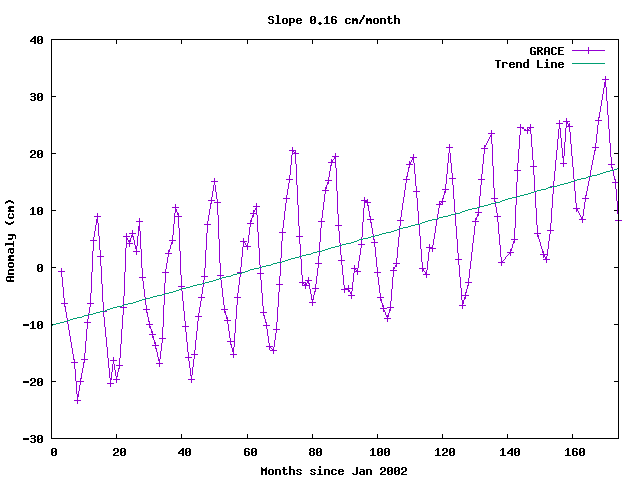 Slope 0.16 cm/month
GRACE
Trend Line
40
30
20
10
0
-10
-20
-30
Anomaly (cm)
0 20 40 60 80 100 120 140 160
Months since Jan 2002